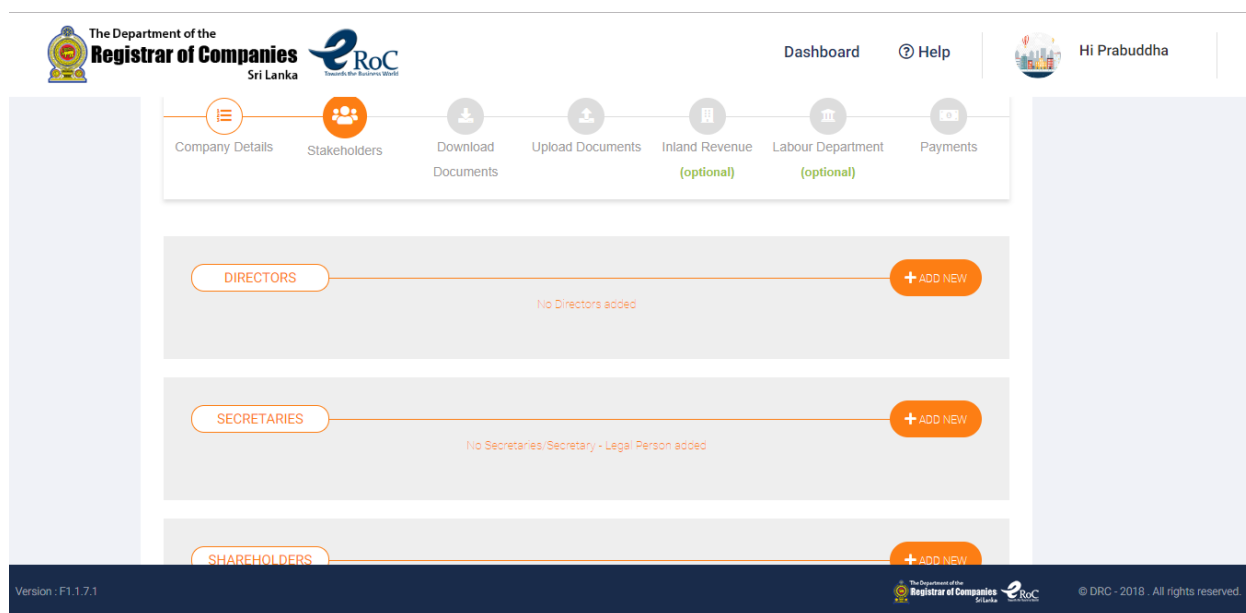 The Department of the
Registrar of Companies
Sri Lanka
eRoC
Towards the Business World
Dashboard
Help
Hi Prabuddha
Company Details
Stakeholders
Download
Documents
Upload Documents
Inland Revenue
(optional)
Labour Department
(optional)
Payments
DIRECTORS
+ ADD NEW
No Directors added
SECRETARIES
+ ADD NEW
No Secretaries/Secretary - Legal Person added
SHAREHOLDERS
+ ADD NEW
Version : F1.1.7.1
The Department of the
Registrar of Companies
Sri Lanka
eRoC
© DRC - 2018 . All rights reserved.